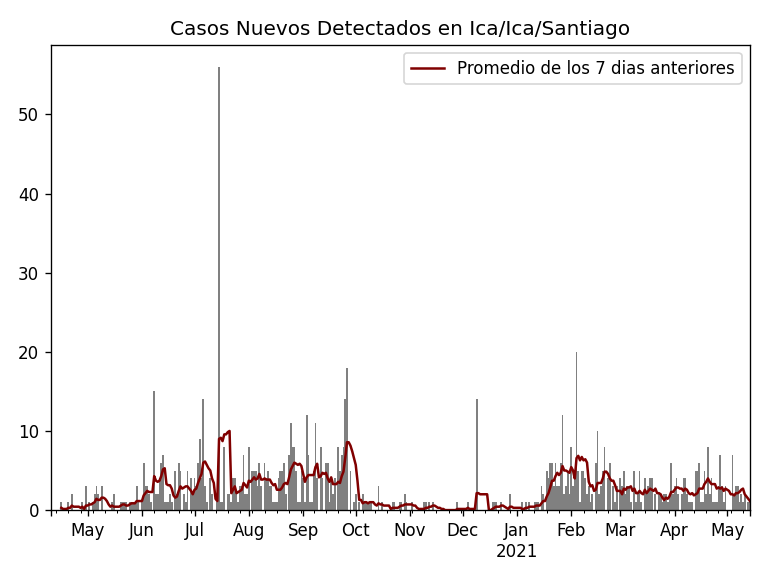 Casos Nuevos Detectados en Ica/Ica/Santiago
Promedio de los 7 dias anteriores
50
40
30
20
10
0
May Jun Jul Aug Sep Oct Nov Dec Jan Feb Mar Apr May
2021